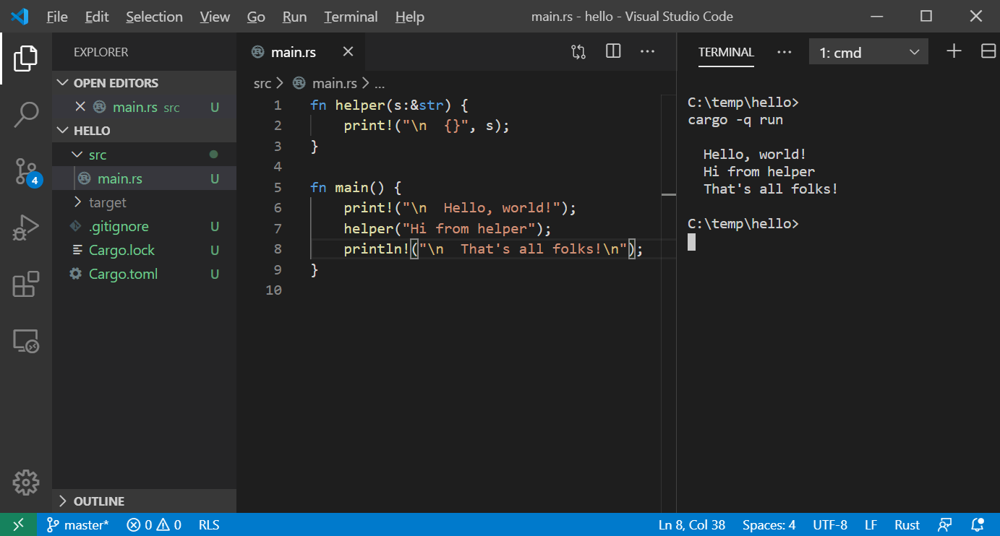 File Edit Selection View Go Run Terminal Help main.rs - hello - Visual Studio Code
EXPLORER
OPEN EDITORS
main.rs src U
HELLO
src
main.rs U
target
.gitignore U
Cargo.lock U
Cargo.toml U
OUTLINE
4
main.rs
src > main.rs > ...
1 fn helper(s:&str) {
2     print!("\n  {}", s);
3 }
4
5 fn main() {
6     print!("\n  Hello, world!");
7     helper("Hi from helper");
8     println!("\n  That's all folks!\n");
9 }
10
TERMINAL ... 1: cmd
C:\temp\hello>
cargo -q run
  Hello, world!
  Hi from helper
  That's all folks!
C:\temp\hello>
master* 0 0 RLS Ln 8, Col 38 Spaces: 4 UTF-8 LF Rust